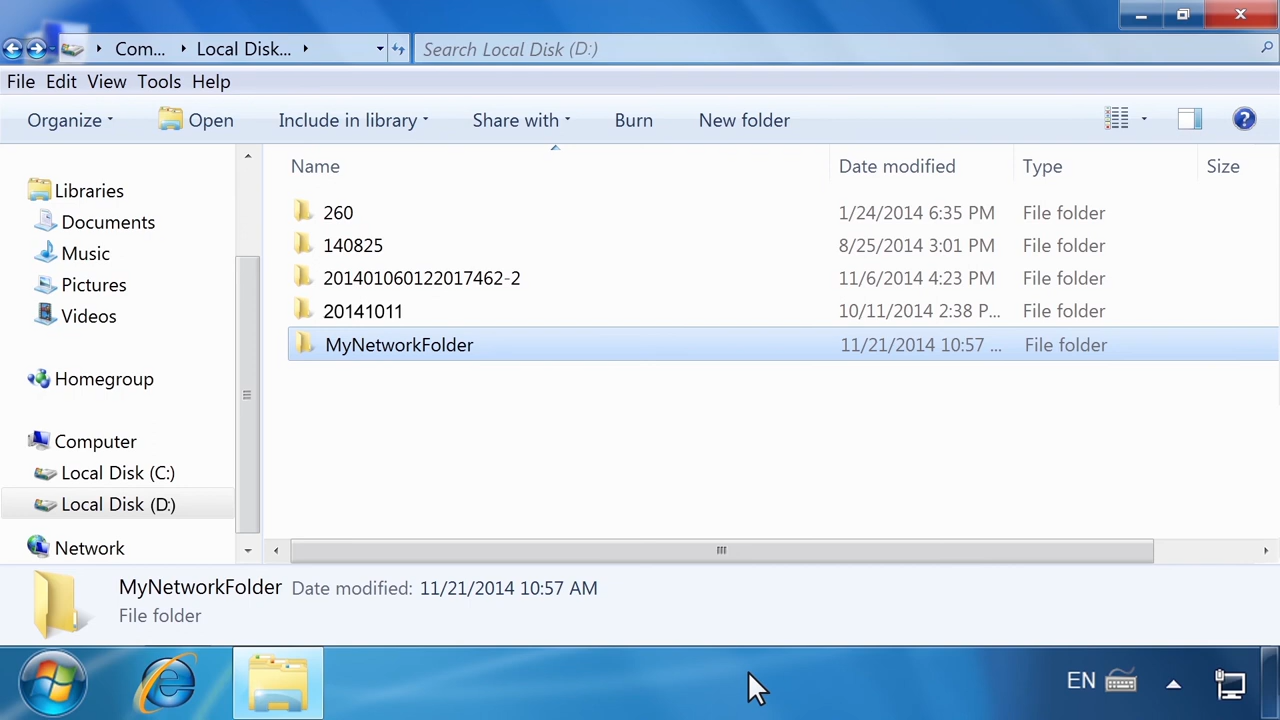 Com... Local Disk... Search Local Disk (D:)
File Edit View Tools Help
Organize Open Include in library Share with Burn New folder
Name Date modified Type Size
Libraries
Documents
Music
Pictures
Videos
Homegroup
Computer
Local Disk (C:)
Local Disk (D:)
Network
260 1/24/2014 6:35 PM File folder
140825 8/25/2014 3:01 PM File folder
201401060122017462-2 11/6/2014 4:23 PM File folder
20141011 10/11/2014 2:38 P... File folder
MyNetworkFolder 11/21/2014 10:57 ... File folder
MyNetworkFolder Date modified: 11/21/2014 10:57 AM
File folder
EN